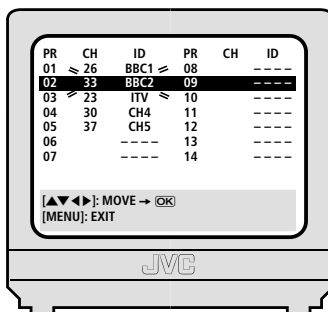 PR CH ID PR CH ID
01 26 BBC1 08 ----
02 33 BBC2 09 ----
03 23 ITV 10 ----
04 30 CH4 11 ----
05 37 CH5 12 ----
06 ---- 13 ----
07 ---- 14 ----
[▲▼◀▶]: MOVE → OK
[MENU]: EXIT
JVC